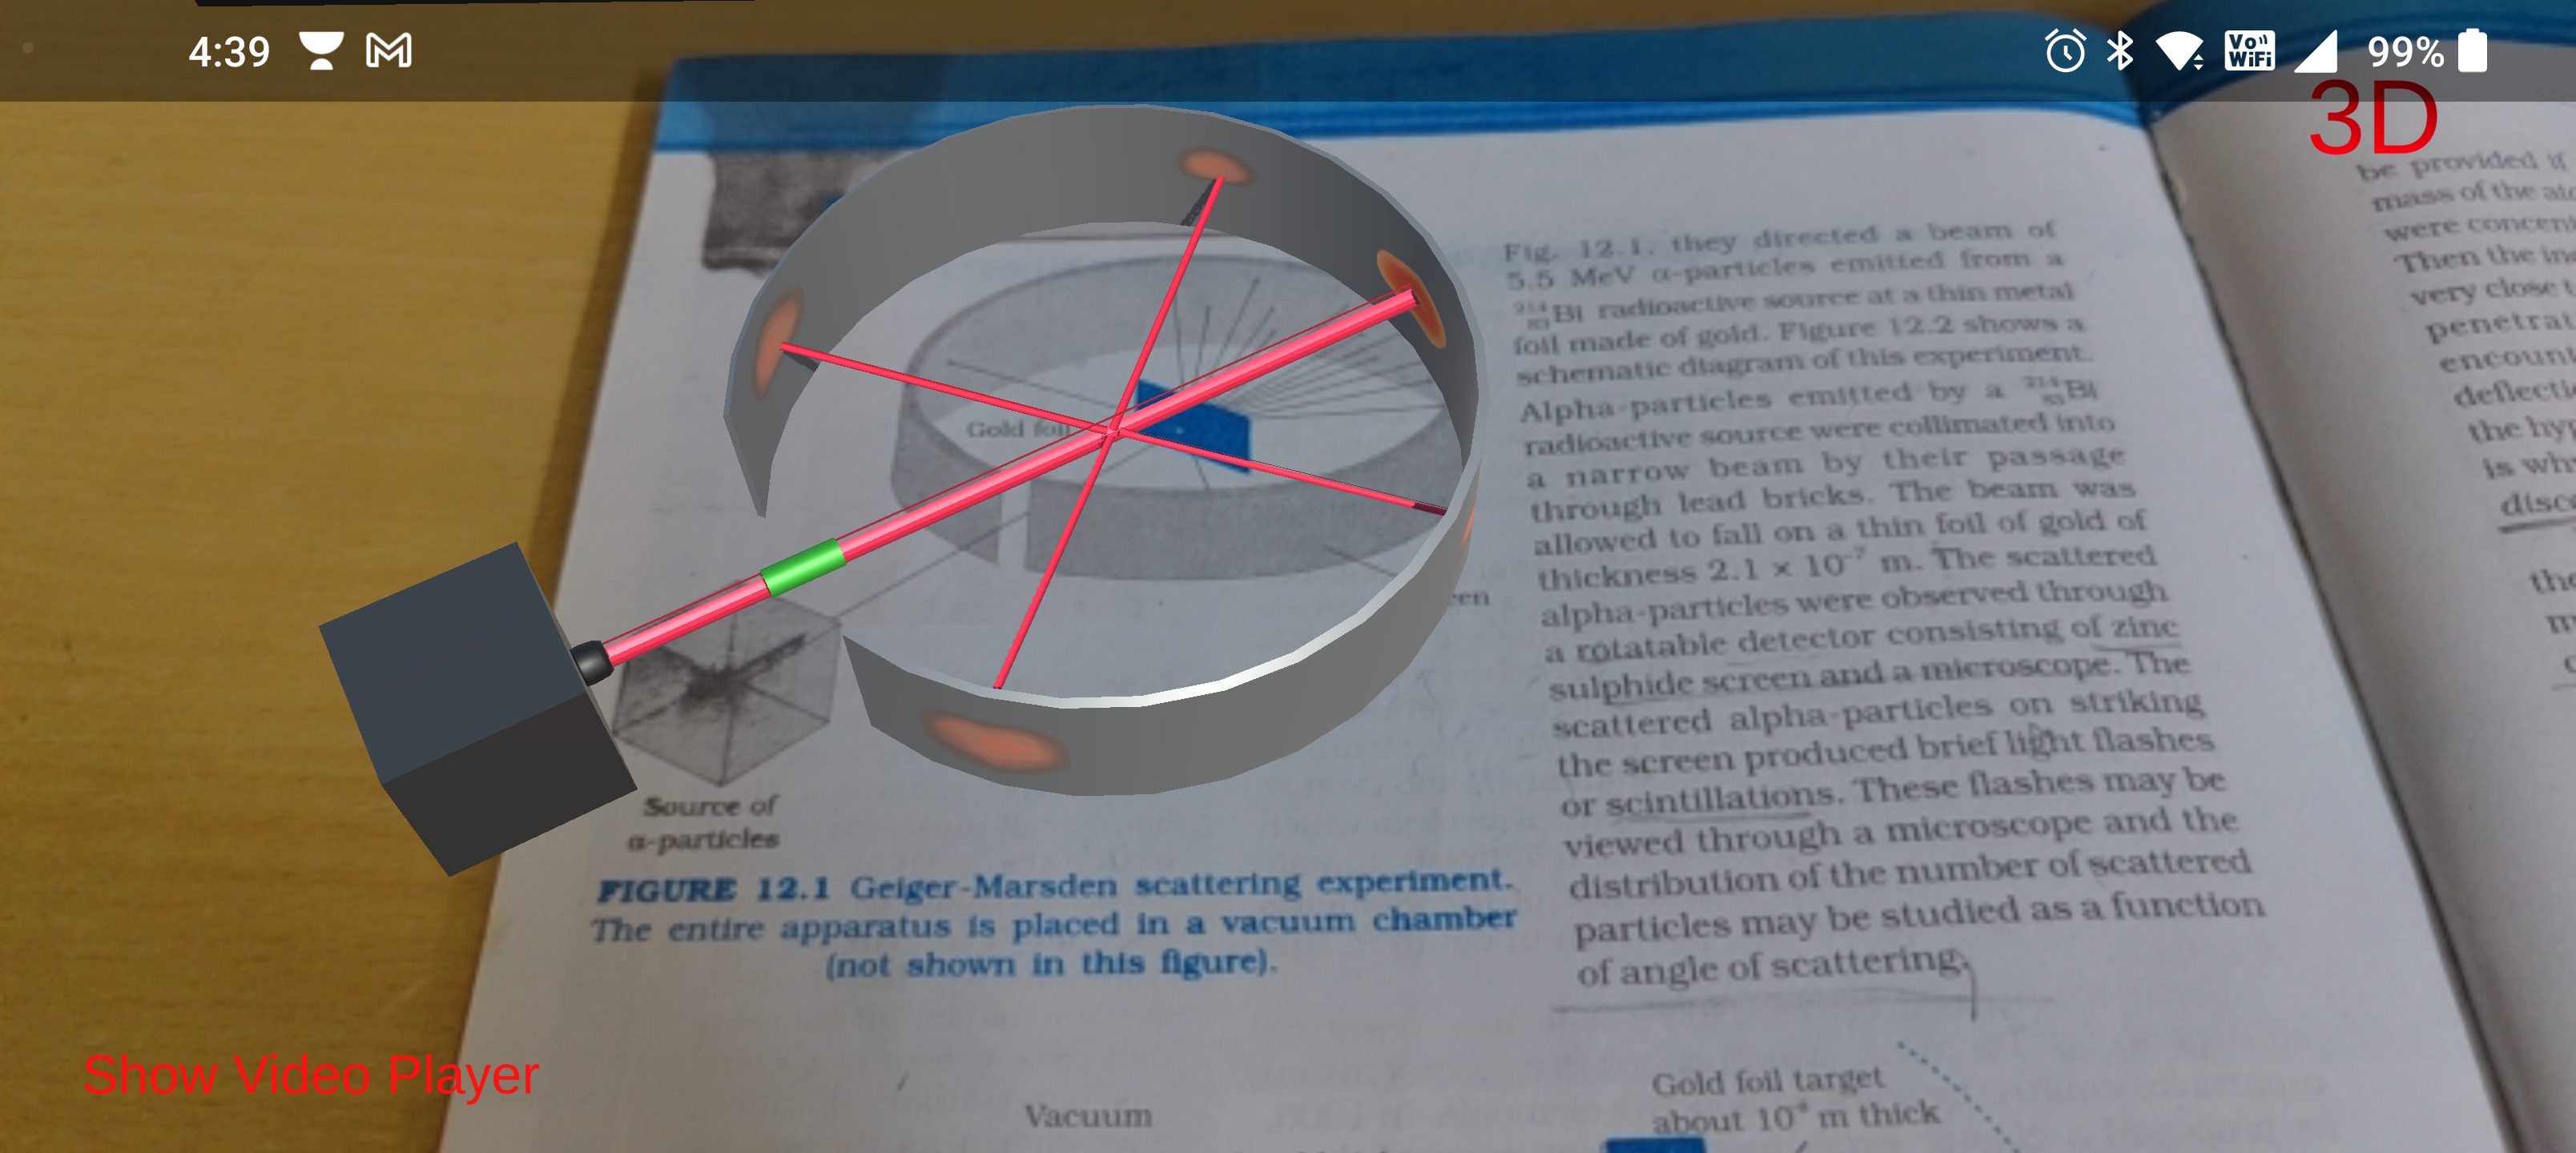 4:39
Vo
WiFi
99%
3D
be provided if
mass of the
were
Then the
very close
penetrat
encount
deflecti
the hyp
is wh
disc
the
Fig. 12.1, they directed a beam of
5.5 MeV α-particles emitted from a
²¹⁴₈₃Bi radioactive source at a thin metal
foil made of gold. Figure 12.2 shows a
schematic diagram of this experiment.
Alpha-particles emitted by a ²¹⁴₈₃Bi
radioactive source were collimated into
a narrow beam by their passage
through lead bricks. The beam was
allowed to fall on a thin foil of gold of
thickness 2.1 × 10⁻⁷ m. The scattered
alpha-particles were observed through
a rotatable detector consisting of zinc
sulphide screen and a microscope. The
scattered alpha-particles on striking
the screen produced brief light flashes
or scintillations. These flashes may be
viewed through a microscope and the
distribution of the number of scattered
particles may be studied as a function
of angle of scattering.
Gold foil
een
Source of
α-particles
FIGURE 12.1 Geiger-Marsden scattering experiment.
The entire apparatus is placed in a vacuum chamber
(not shown in this figure).
Show Video Player
Vacuum
Gold foil target
about 10⁻⁸ m thick